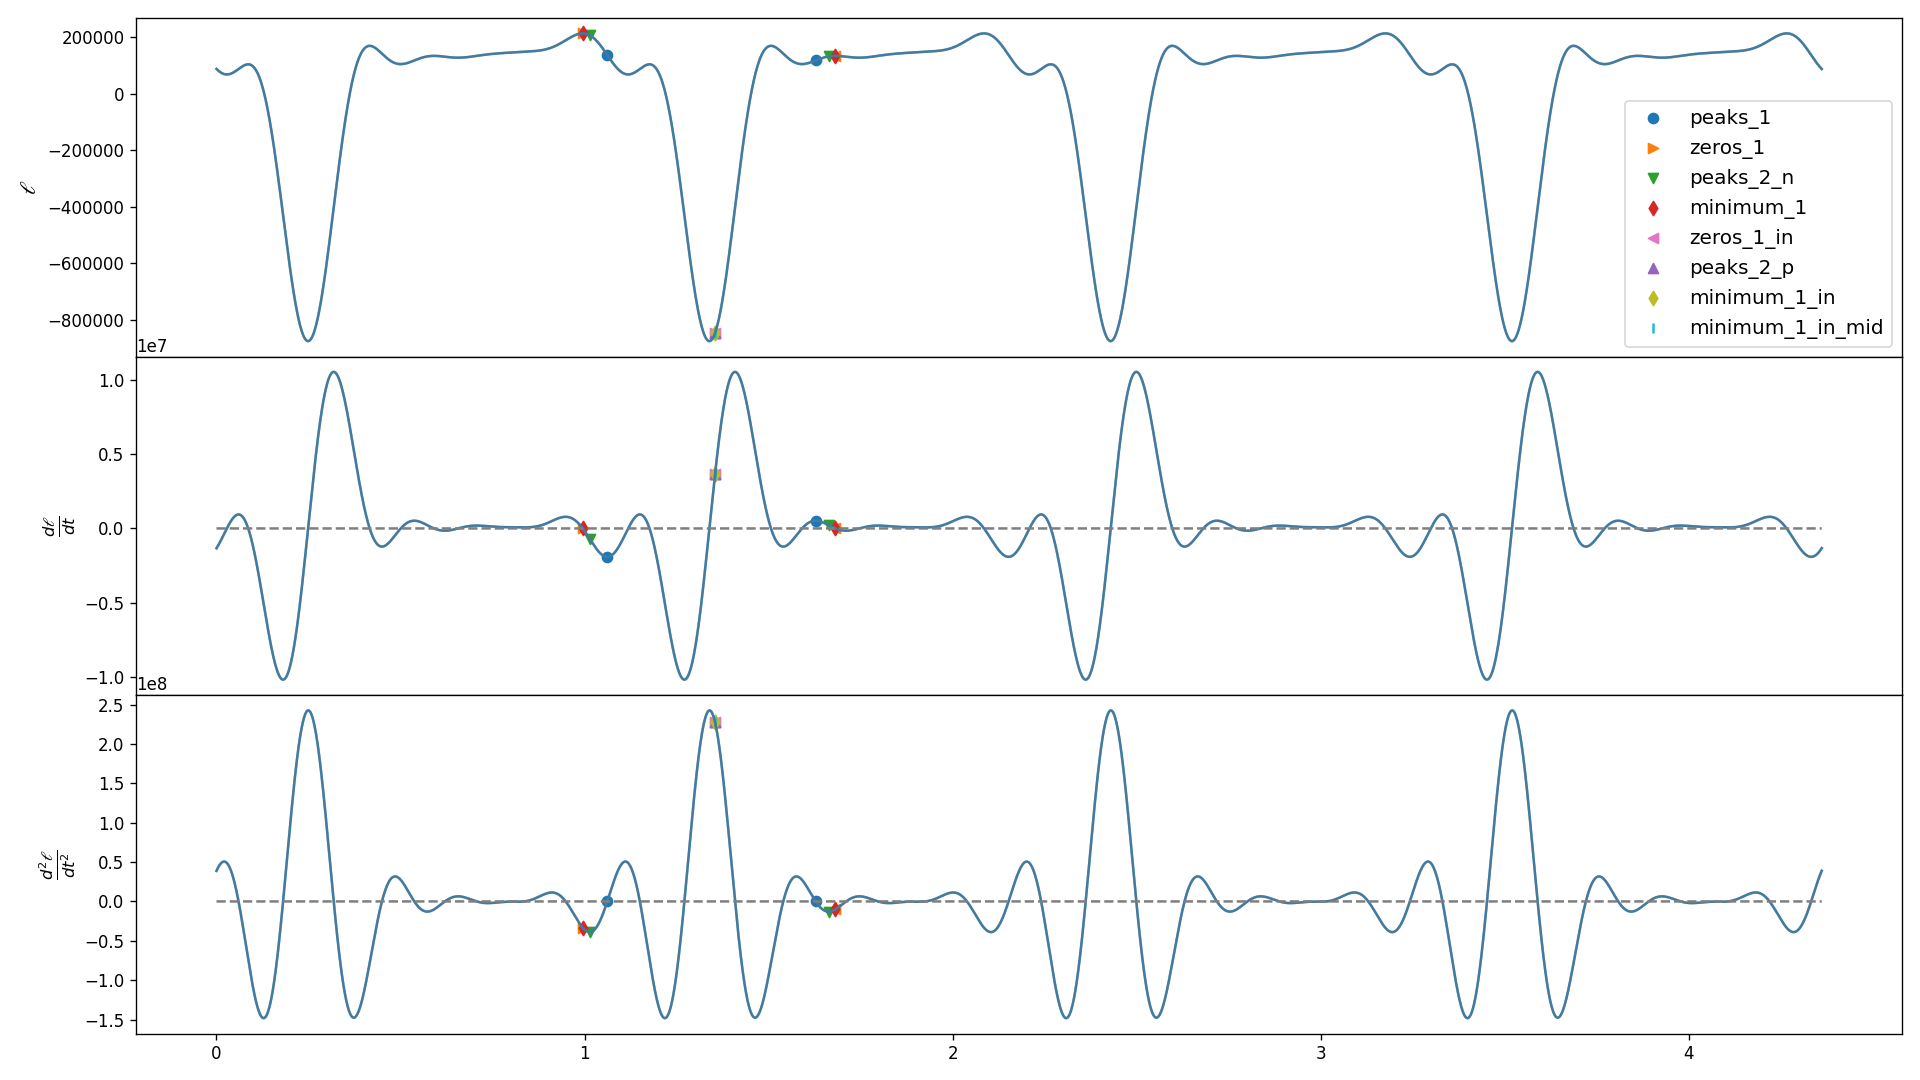 200000
0
−200000
−400000
−600000
−800000
ℓ
peaks_1
zeros_1
peaks_2_n
minimum_1
zeros_1_in
peaks_2_p
minimum_1_in
minimum_1_in_mid
1e7
1.0
0.5
0.0
−0.5
−1.0
dℓ
dt
1e8
2.5
2.0
1.5
1.0
0.5
0.0
−0.5
−1.0
−1.5
d²ℓ
dt²
0 1 2 3 4